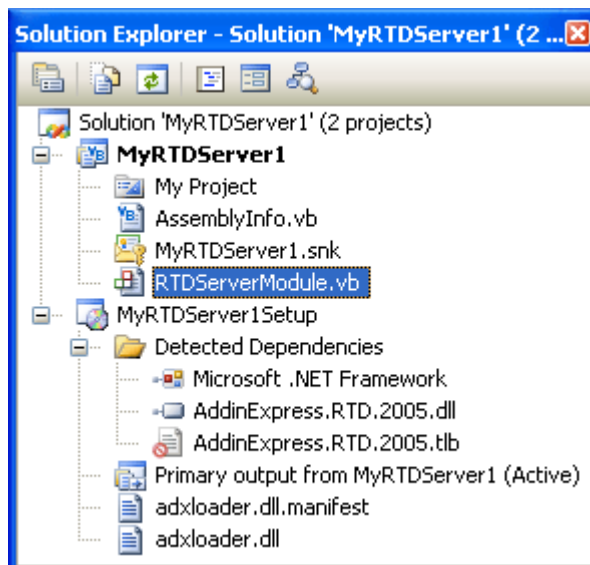 Solution Explorer - Solution 'MyRTDServer1' (2 ...
Solution 'MyRTDServer1' (2 projects)
MyRTDServer1
My Project
AssemblyInfo.vb
MyRTDServer1.snk
RTDServerModule.vb
MyRTDServer1Setup
Detected Dependencies
Microsoft .NET Framework
AddinExpress.RTD.2005.dll
AddinExpress.RTD.2005.tlb
Primary output from MyRTDServer1 (Active)
adxloader.dll.manifest
adxloader.dll